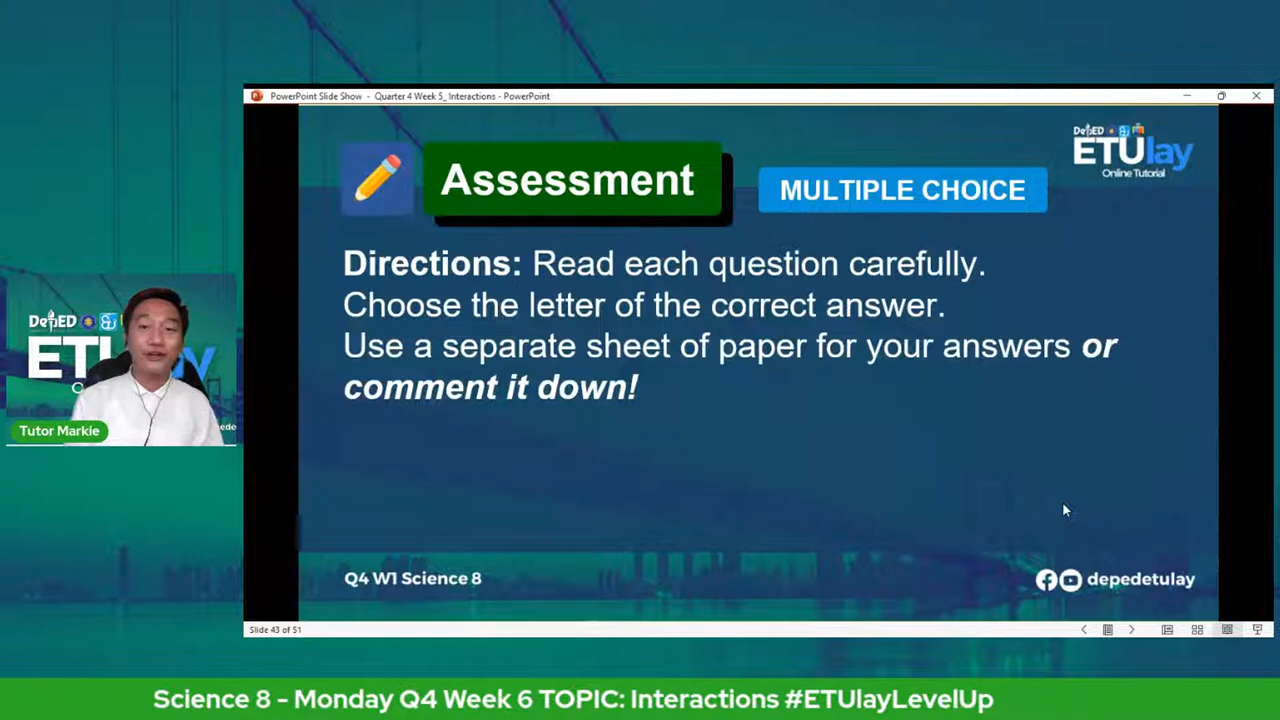 PowerPoint Slide Show - Quarter 4 Week 5_ Interactions - PowerPoint
DepED
ETUlay
Online Tutorial
Assessment
MULTIPLE CHOICE
Directions: Read each question carefully.
Choose the letter of the correct answer.
Use a separate sheet of paper for your answers or
comment it down!
DepED
ETU
Tutor Markie
Q4 W1 Science 8
depedetulay
Slide 43 of 51
Science 8 - Monday Q4 Week 6 TOPIC: Interactions #ETUlayLevelUp